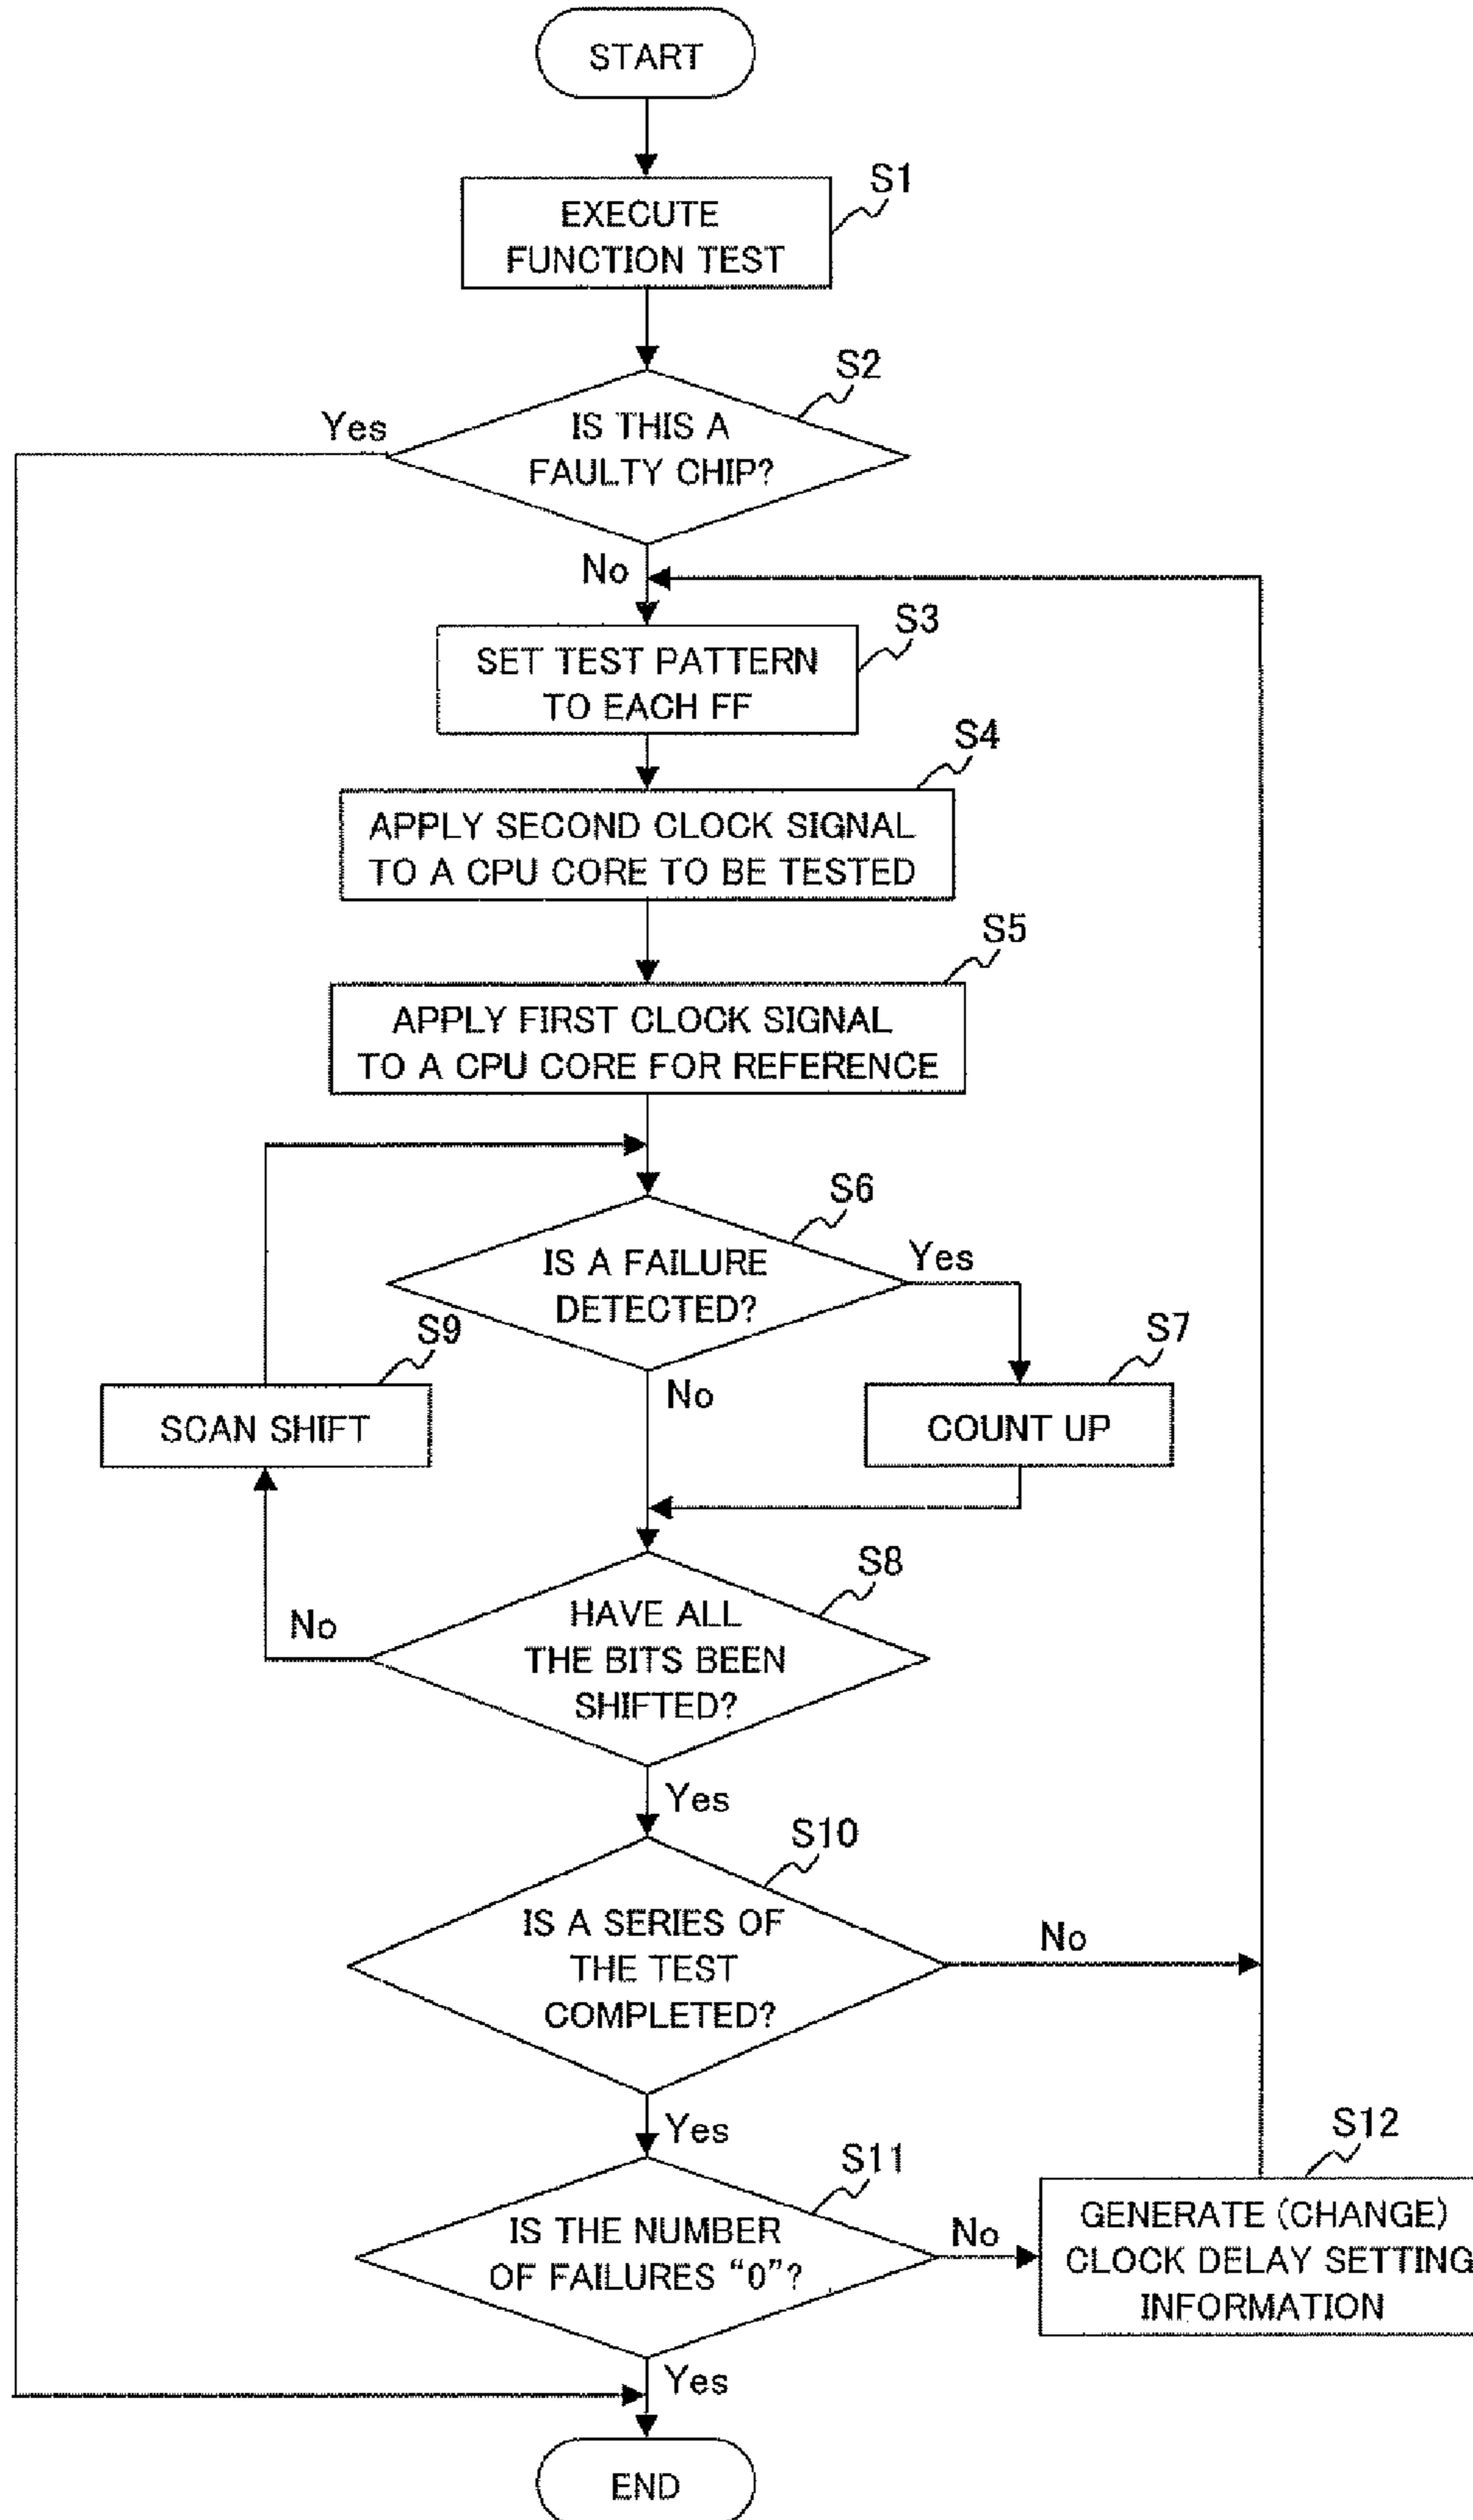 START
S1
EXECUTE
FUNCTION TEST
S2
Yes
IS THIS A
FAULTY CHIP?
No
S3
SET TEST PATTERN
TO EACH FF
S4
APPLY SECOND CLOCK SIGNAL
TO A CPU CORE TO BE TESTED
S5
APPLY FIRST CLOCK SIGNAL
TO A CPU CORE FOR REFERENCE
S6
IS A FAILURE
DETECTED?
Yes
S9
S7
No
SCAN SHIFT
COUNT UP
S8
No
HAVE ALL
THE BITS BEEN
SHIFTED?
Yes
S10
IS A SERIES OF
THE TEST
COMPLETED?
No
Yes
S12
S11
IS THE NUMBER
OF FAILURES “0”?
No
GENERATE (CHANGE)
CLOCK DELAY SETTING
INFORMATION
Yes
END